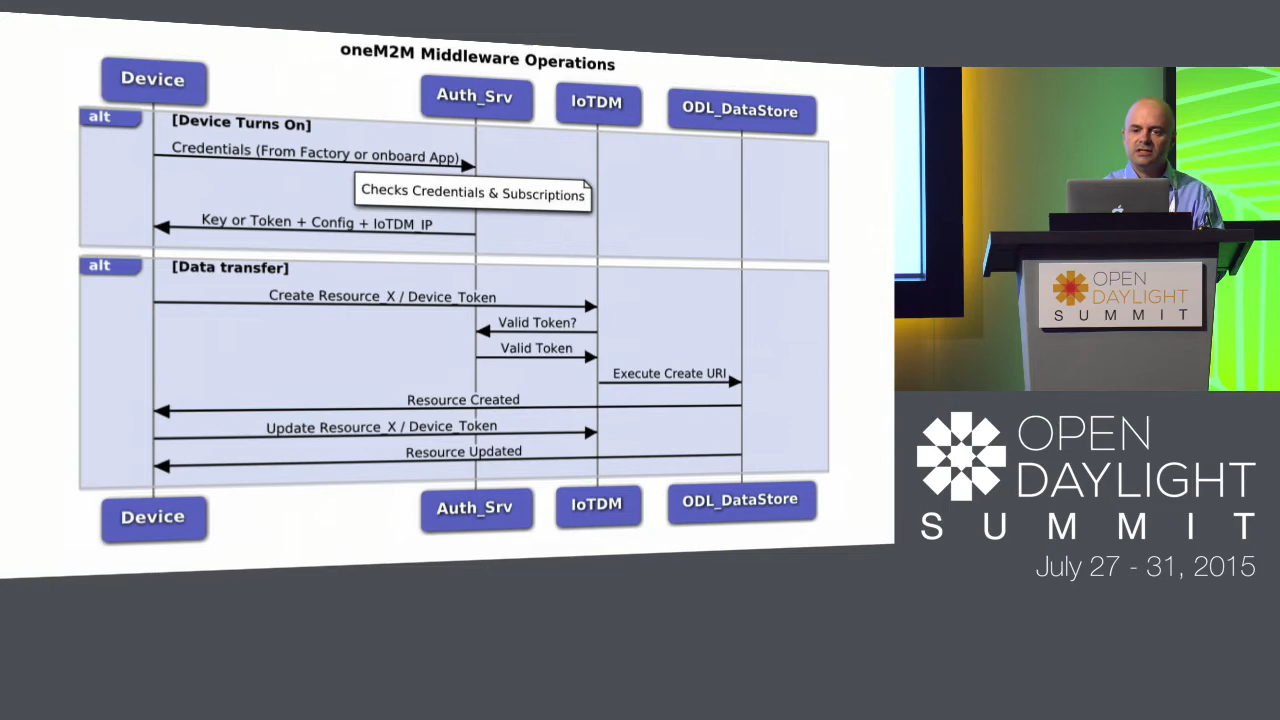 oneM2M Middleware Operations
Device
Auth_Srv
IoTDM
ODL_DataStore
alt
[Device Turns On]
Credentials (From Factory or onboard App)
Checks Credentials & Subscriptions
Key or Token + Config + IoTDM_IP
alt
[Data transfer]
Create Resource_X / Device_Token
Valid Token?
Valid Token
Execute Create URI
Resource Created
Update Resource_X / Device_Token
Resource Updated
Device
Auth_Srv
IoTDM
ODL_DataStore
OPEN
DAYLIGHT
SUMMIT
OPEN
DAYLIGHT
SUMMIT
July 27 - 31, 2015